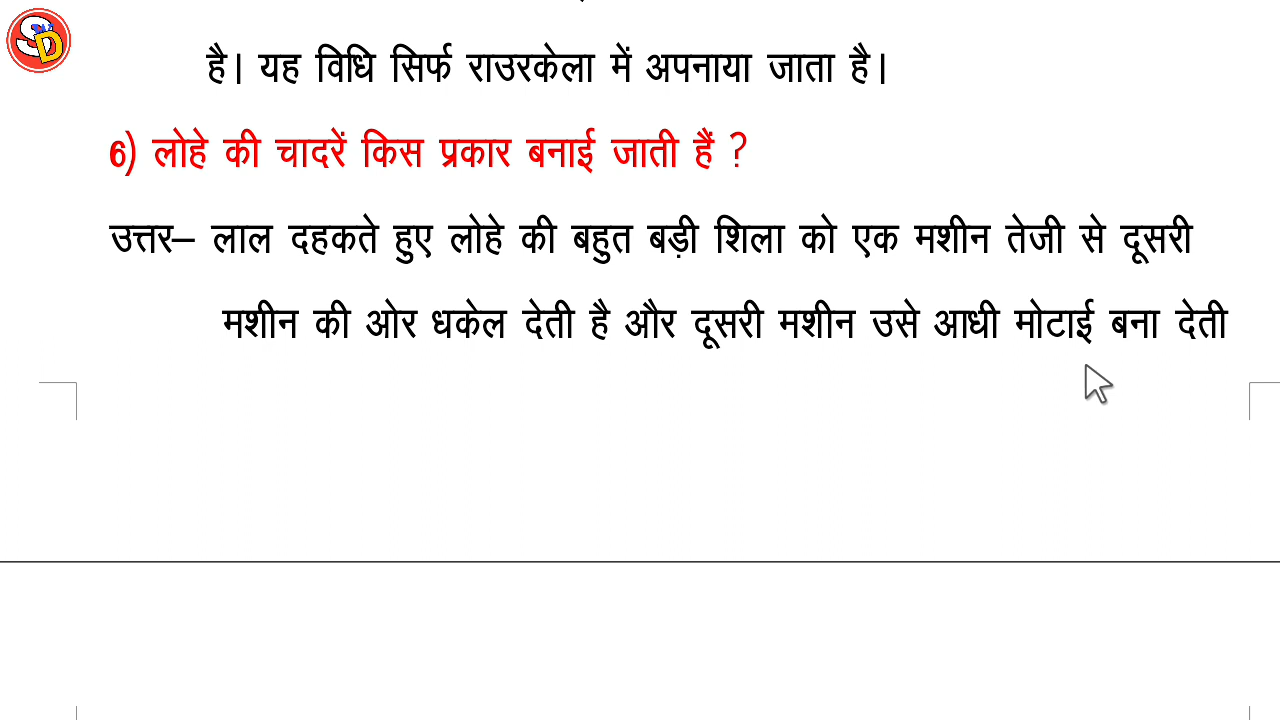 SD
है। यह विधि सिर्फ राउरकेला में अपनाया जाता है।
6) लोहे की चादरें किस प्रकार बनाई जाती हैं ?
उत्तर– लाल दहकते हुए लोहे की बहुत बड़ी शिला को एक मशीन तेजी से दूसरी
मशीन की ओर धकेल देती है और दूसरी मशीन उसे आधी मोटाई बना देती